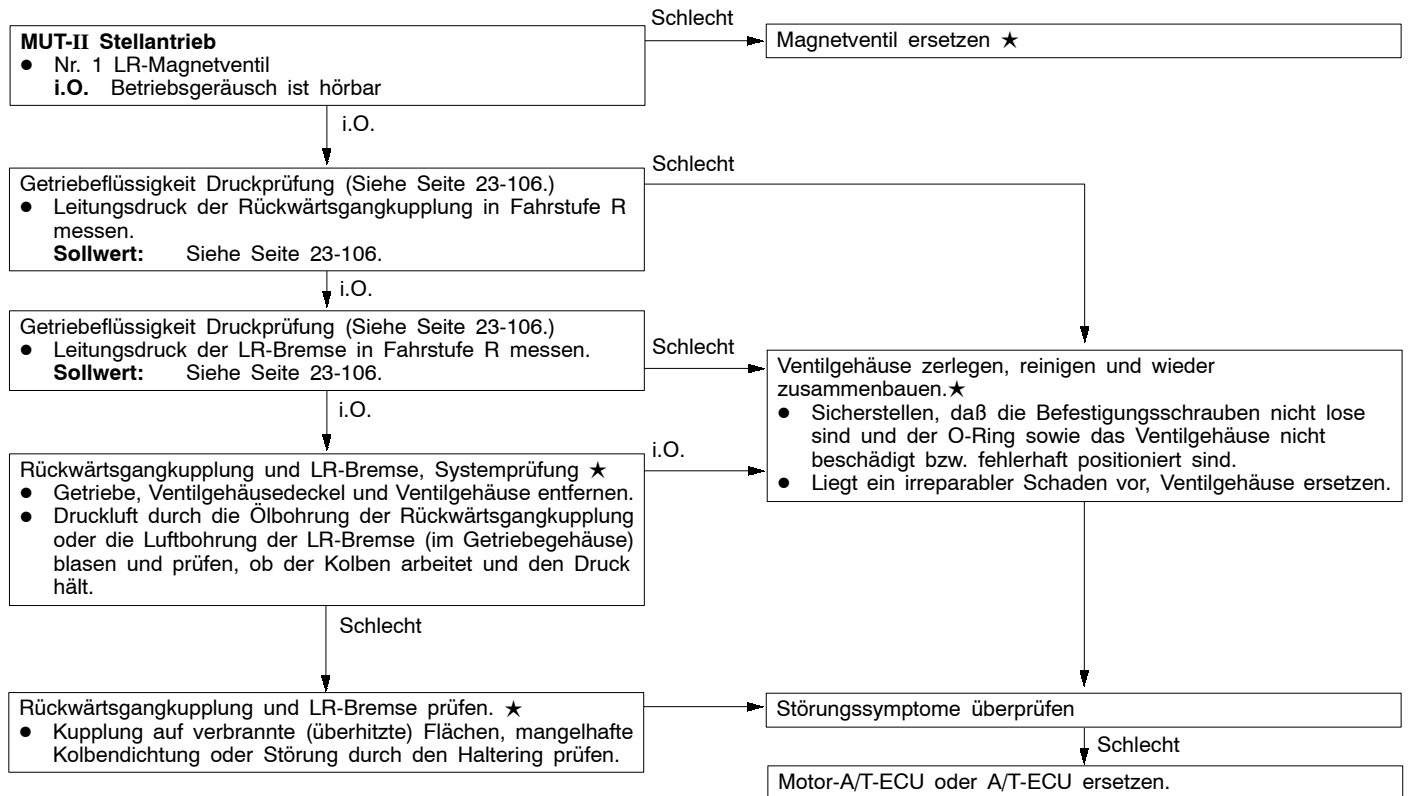 MUT-II Stellantrieb
● Nr. 1 LR-Magnetventil
i.O. Betriebsgeräusch ist hörbar
Schlecht
Magnetventil ersetzen ★
i.O.
Getriebeflüssigkeit Druckprüfung (Siehe Seite 23-106.)
● Leitungsdruck der Rückwärtsgangkupplung in Fahrstufe R
messen.
Sollwert: Siehe Seite 23-106.
Schlecht
i.O.
Getriebeflüssigkeit Druckprüfung (Siehe Seite 23-106.)
● Leitungsdruck der LR-Bremse in Fahrstufe R messen.
Sollwert: Siehe Seite 23-106.
Schlecht
Ventilgehäuse zerlegen, reinigen und wieder
zusammenbauen.★
● Sicherstellen, daß die Befestigungsschrauben nicht lose
sind und der O-Ring sowie das Ventilgehäuse nicht
beschädigt bzw. fehlerhaft positioniert sind.
● Liegt ein irreparabler Schaden vor, Ventilgehäuse ersetzen.
i.O.
Rückwärtsgangkupplung und LR-Bremse, Systemprüfung ★
● Getriebe, Ventilgehäusedeckel und Ventilgehäuse entfernen.
● Druckluft durch die Ölbohrung der Rückwärtsgangkupplung
oder die Luftbohrung der LR-Bremse (im Getriebegehäuse)
blasen und prüfen, ob der Kolben arbeitet und den Druck
hält.
i.O.
Schlecht
Rückwärtsgangkupplung und LR-Bremse prüfen. ★
● Kupplung auf verbrannte (überhitzte) Flächen, mangelhafte
Kolbendichtung oder Störung durch den Haltering prüfen.
Störungssymptome überprüfen
Schlecht
Motor-A/T-ECU oder A/T-ECU ersetzen.